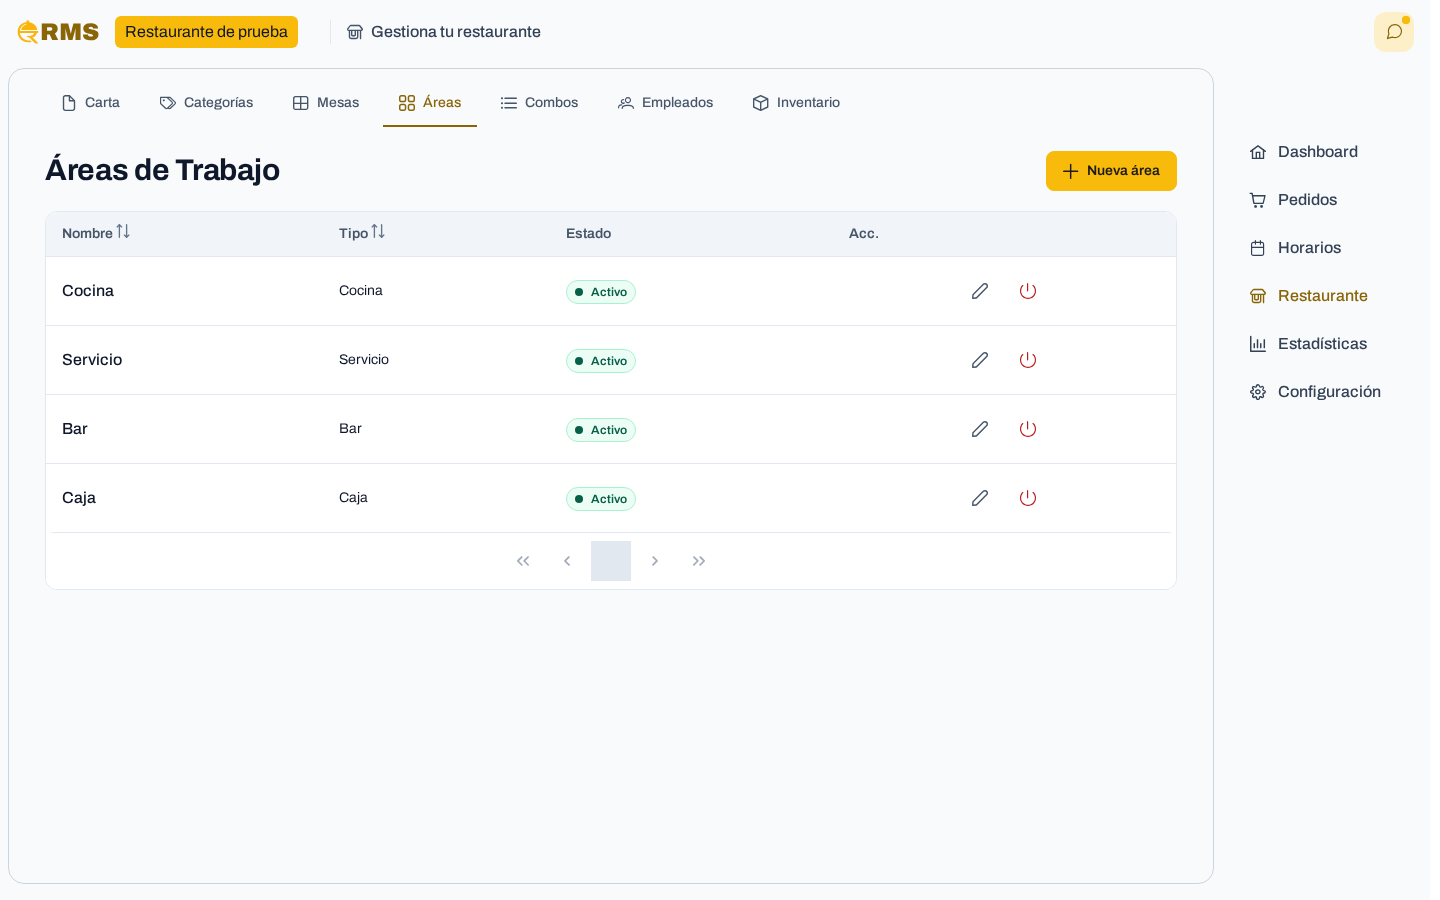 RMS Restaurante de prueba Gestiona tu restaurante
Carta Categorías Mesas Áreas Combos Empleados Inventario
Áreas de Trabajo Nueva área
Nombre Tipo Estado Acc.
Cocina Cocina Activo
Servicio Servicio Activo
Bar Bar Activo
Caja Caja Activo
Dashboard
Pedidos
Horarios
Restaurante
Estadísticas
Configuración